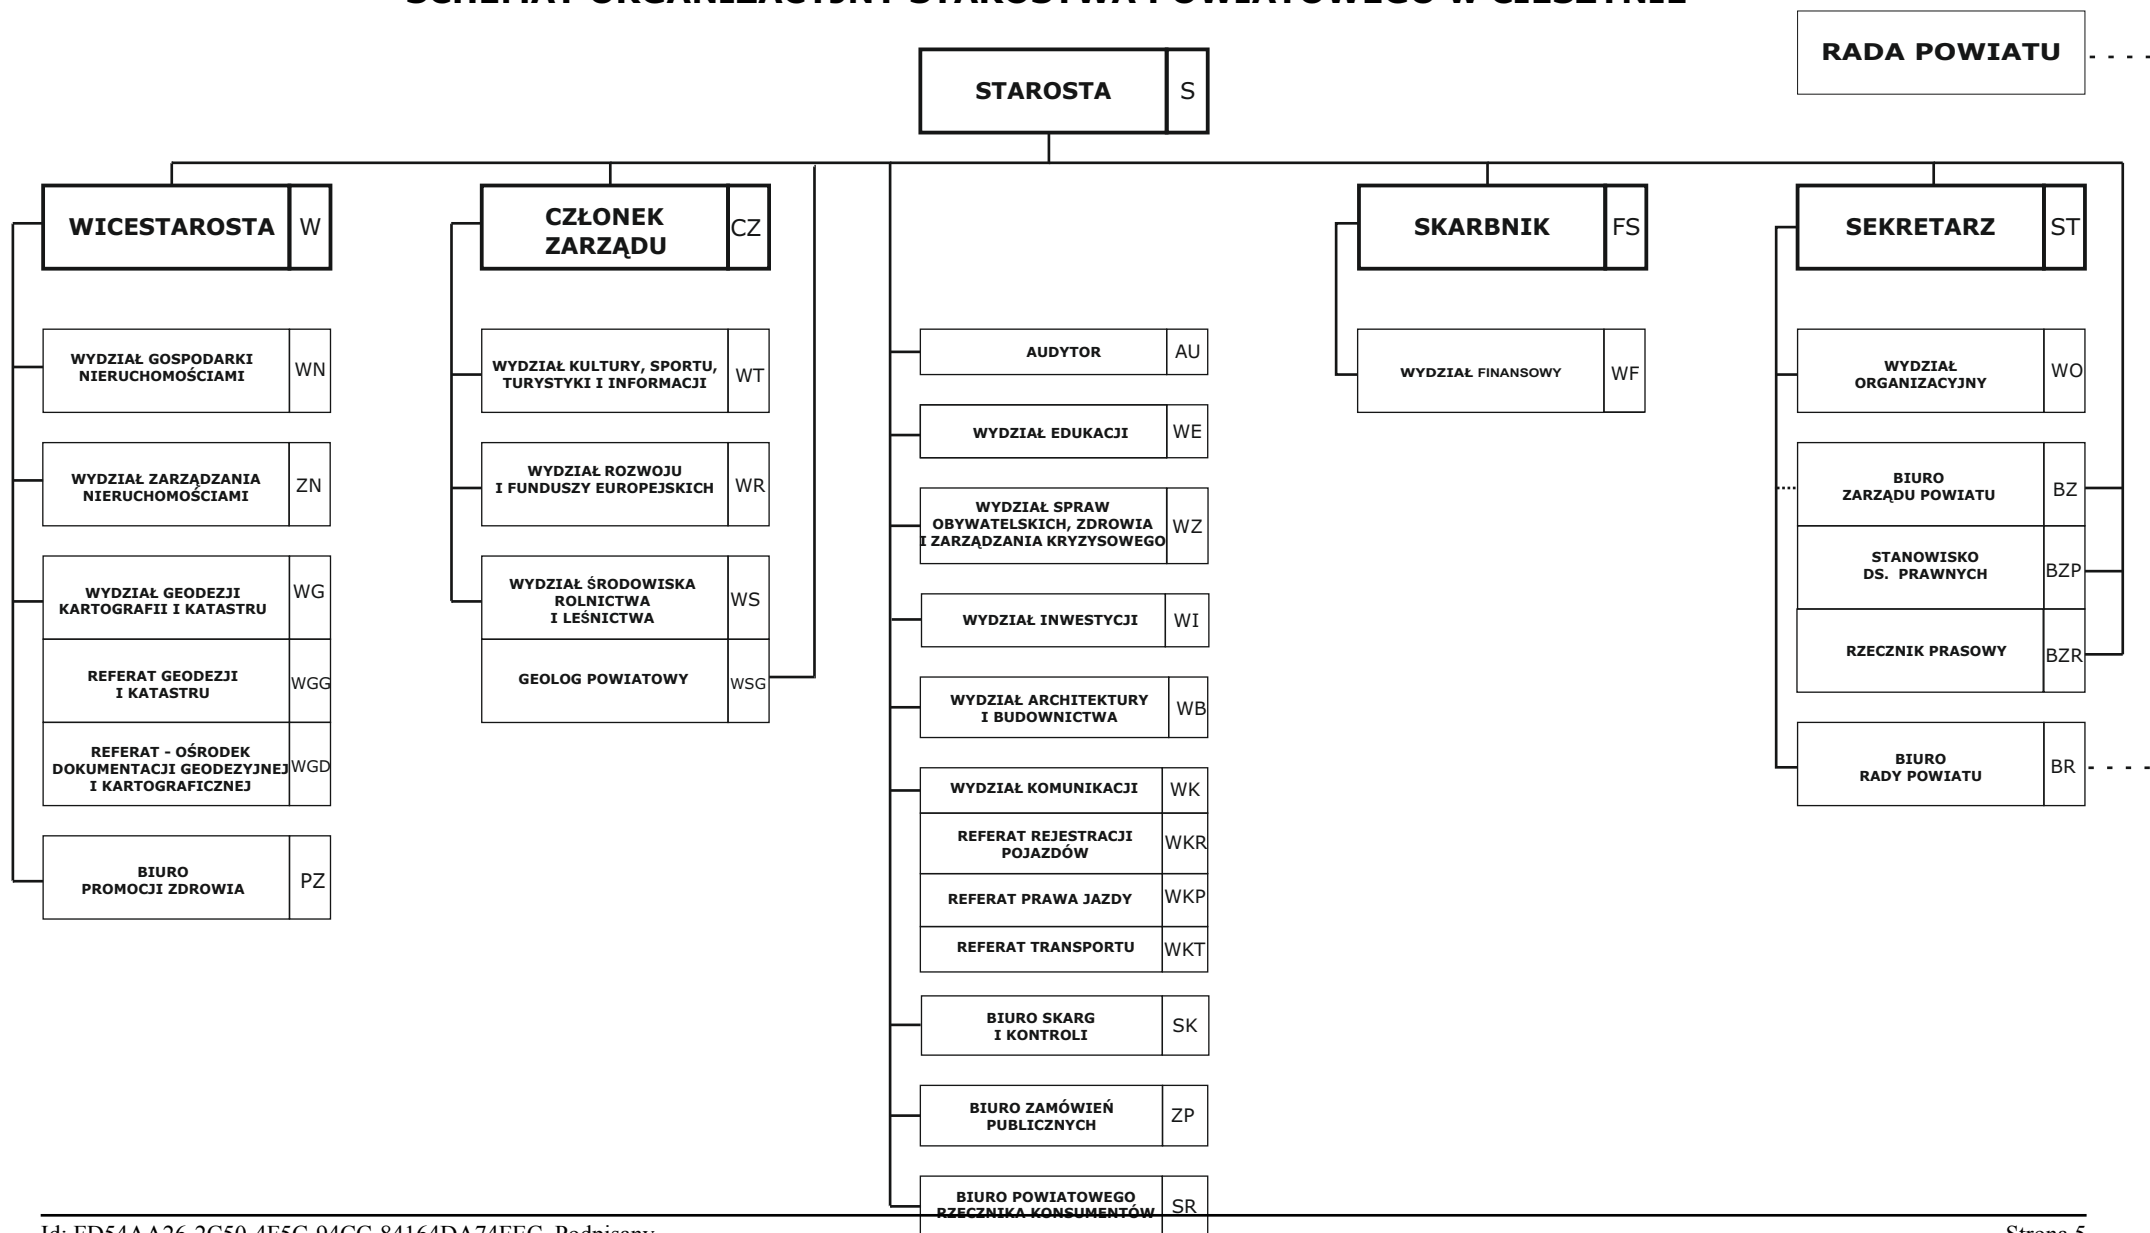 SCHEMAT ORGANIZACYJNY STAROSTWA POWIATOWEGO W CIESZYNIE
RADA POWIATU
STAROSTA S
WICESTAROSTA W
CZŁONEK
ZARZĄDU
CZ
SKARBNIK FS
SEKRETARZ ST
WYDZIAŁ GOSPODARKI
NIERUCHOMOŚCIAMI
WN
WYDZIAŁ ZARZĄDZANIA
NIERUCHOMOŚCIAMI
ZN
WYDZIAŁ GEODEZJI
KARTOGRAFII I KATASTRU
WG
REFERAT GEODEZJI
I KATASTRU
WGG
REFERAT - OŚRODEK
DOKUMENTACJI GEODEZYJNEJ
I KARTOGRAFICZNEJ
WGD
BIURO
PROMOCJI ZDROWIA
PZ
WYDZIAŁ KULTURY, SPORTU,
TURYSTYKI I INFORMACJI
WT
WYDZIAŁ ROZWOJU
I FUNDUSZY EUROPEJSKICH
WR
WYDZIAŁ ŚRODOWISKA
ROLNICTWA
I LEŚNICTWA
WS
GEOLOG POWIATOWY WSG
AUDYTOR AU
WYDZIAŁ EDUKACJI WE
WYDZIAŁ SPRAW
OBYWATELSKICH, ZDROWIA
I ZARZĄDZANIA KRYZYSOWEGO
WZ
WYDZIAŁ INWESTYCJI WI
WYDZIAŁ ARCHITEKTURY
I BUDOWNICTWA
WB
WYDZIAŁ KOMUNIKACJI WK
REFERAT REJESTRACJI
POJAZDÓW
WKR
REFERAT PRAWA JAZDY WKP
REFERAT TRANSPORTU WKT
BIURO SKARG
I KONTROLI
SK
BIURO ZAMÓWIEŃ
PUBLICZNYCH
ZP
BIURO POWIATOWEGO
RZECZNIKA KONSUMENTÓW
SR
WYDZIAŁ FINANSOWY WF
WYDZIAŁ
ORGANIZACYJNY
WO
BIURO
ZARZĄDU POWIATU
BZ
STANOWISKO
DS. PRAWNYCH
BZP
RZECZNIK PRASOWY BZR
BIURO
RADY POWIATU
BR
Id: Podpisany
Strona 5